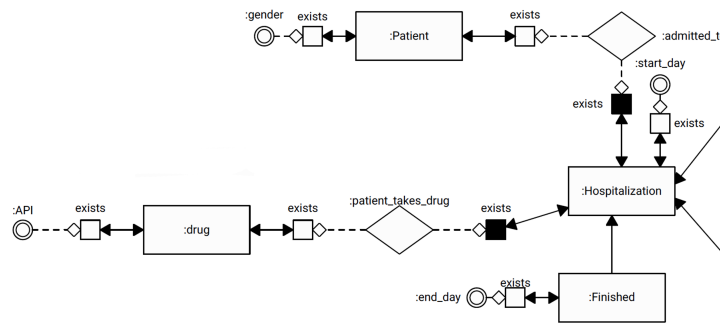 :gender
exists
:Patient
exists
:admitted_t
:start_day
exists
exists
:Hospitalization
:API
exists
:drug
exists
:patient_takes_drug
exists
:end_day
exists
:Finished